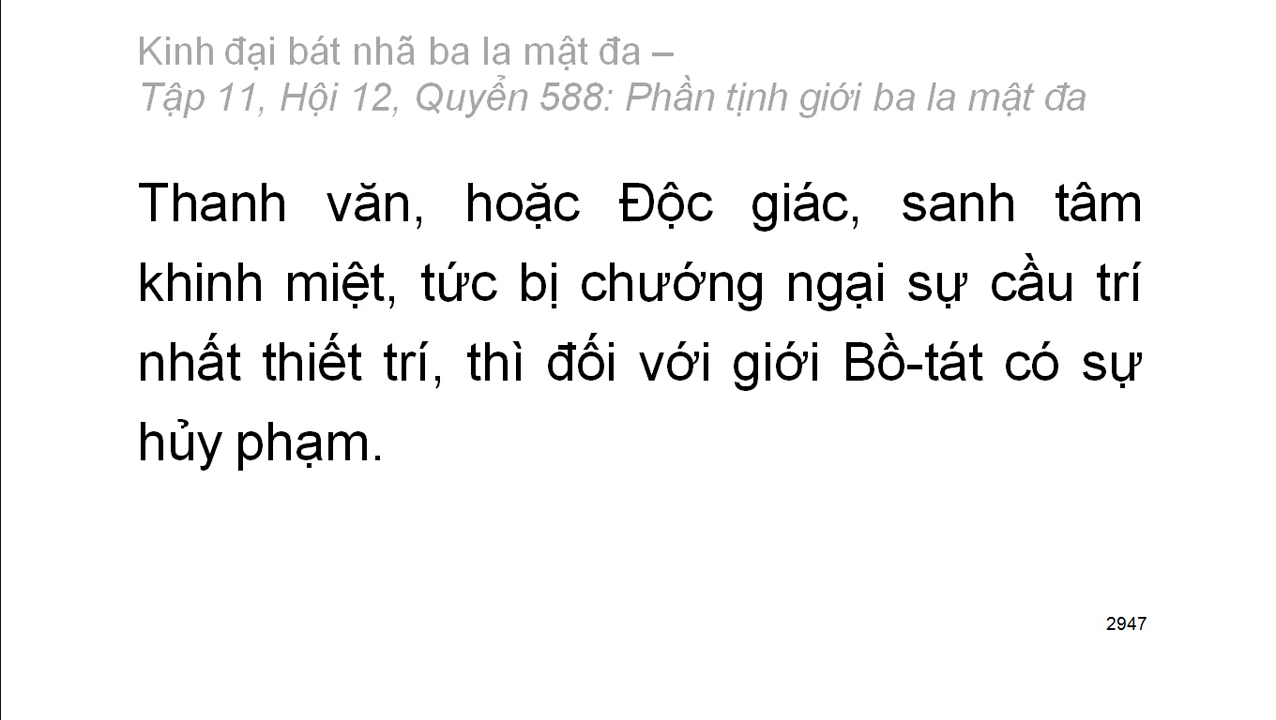 Kinh đại bát nhã ba la mật đa –
Tập 11, Hội 12, Quyển 588: Phần tịnh giới ba la mật đa
Thanh văn, hoặc Độc giác, sanh tâm
khinh miệt, tức bị chướng ngại sự cầu trí
nhất thiết trí, thì đối với giới Bồ-tát có sự
hủy phạm.
2947